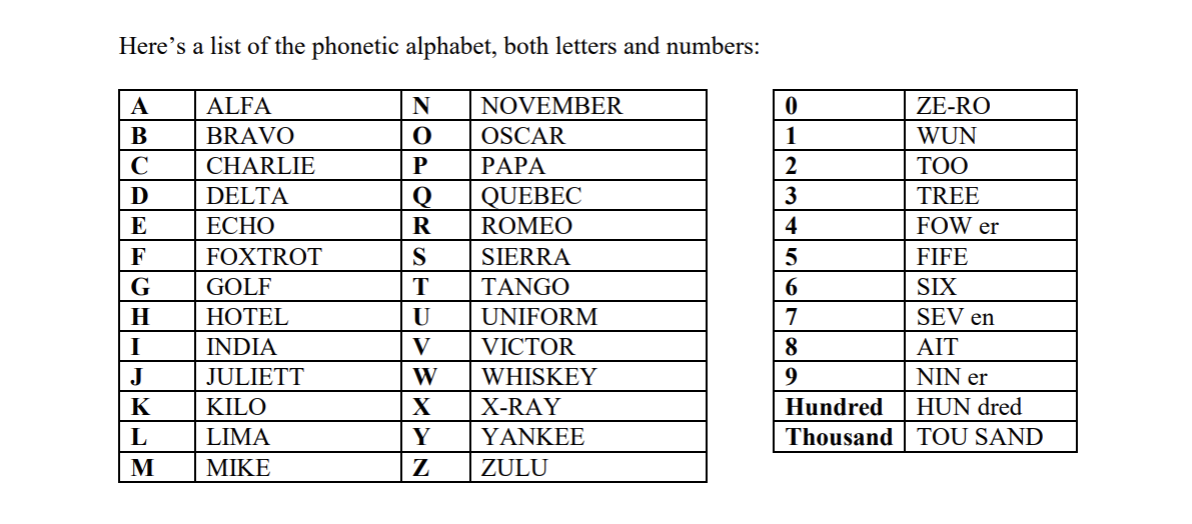 Here’s a list of the phonetic alphabet, both letters and numbers:
A ALFA N NOVEMBER 0 ZE-RO
B BRAVO O OSCAR 1 WUN
C CHARLIE P PAPA 2 TOO
D DELTA Q QUEBEC 3 TREE
E ECHO R ROMEO 4 FOW er
F FOXTROT S SIERRA 5 FIFE
G GOLF T TANGO 6 SIX
H HOTEL U UNIFORM 7 SEV en
I INDIA V VICTOR 8 AIT
J JULIETT W WHISKEY 9 NIN er
K KILO X X-RAY Hundred HUN dred
L LIMA Y YANKEE Thousand TOU SAND
M MIKE Z ZULU